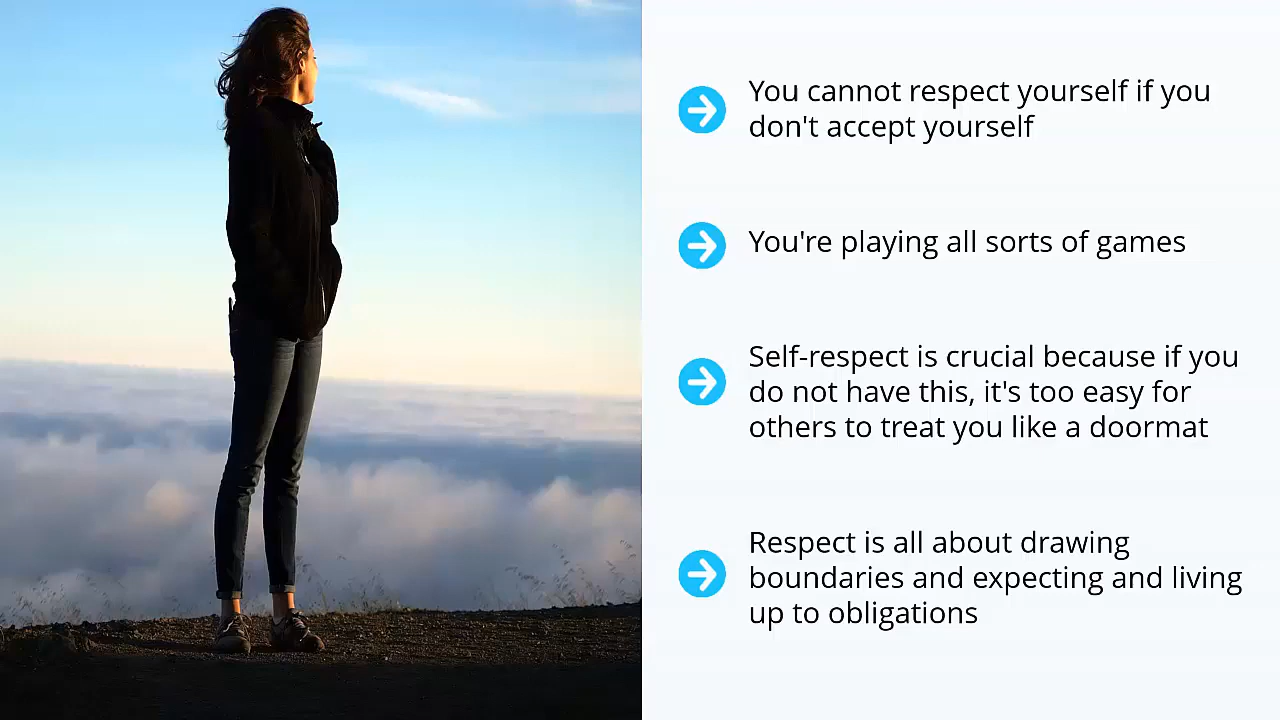 You cannot respect yourself if you
don't accept yourself
You're playing all sorts of games
Self-respect is crucial because if you
do not have this, it's too easy for
others to treat you like a doormat
Respect is all about drawing
boundaries and expecting and living
up to obligations